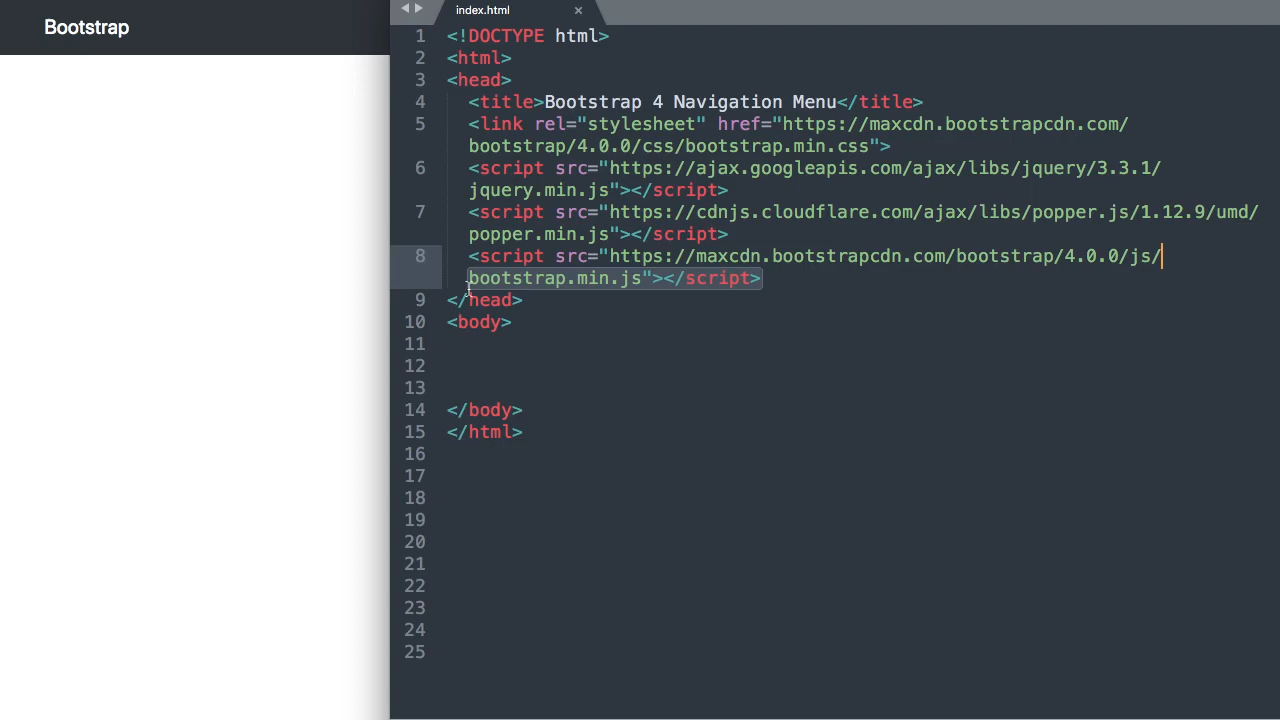 Bootstrap
index.html ×
1 <!DOCTYPE html>
2 <html>
3 <head>
4 <title>Bootstrap 4 Navigation Menu</title>
5 <link rel="stylesheet" href="https://maxcdn.bootstrapcdn.com/
bootstrap/4.0.0/css/bootstrap.min.css">
6 <script src="https://ajax.googleapis.com/ajax/libs/jquery/3.3.1/
jquery.min.js"></script>
7 <script src="https://cdnjs.cloudflare.com/ajax/libs/popper.js/1.12.9/umd/
popper.min.js"></script>
8 <script src="https://maxcdn.bootstrapcdn.com/bootstrap/4.0.0/js/
bootstrap.min.js"></script>
9 </head>
10 <body>
11
12
13
14 </body>
15 </html>
16
17
18
19
20
21
22
23
24
25